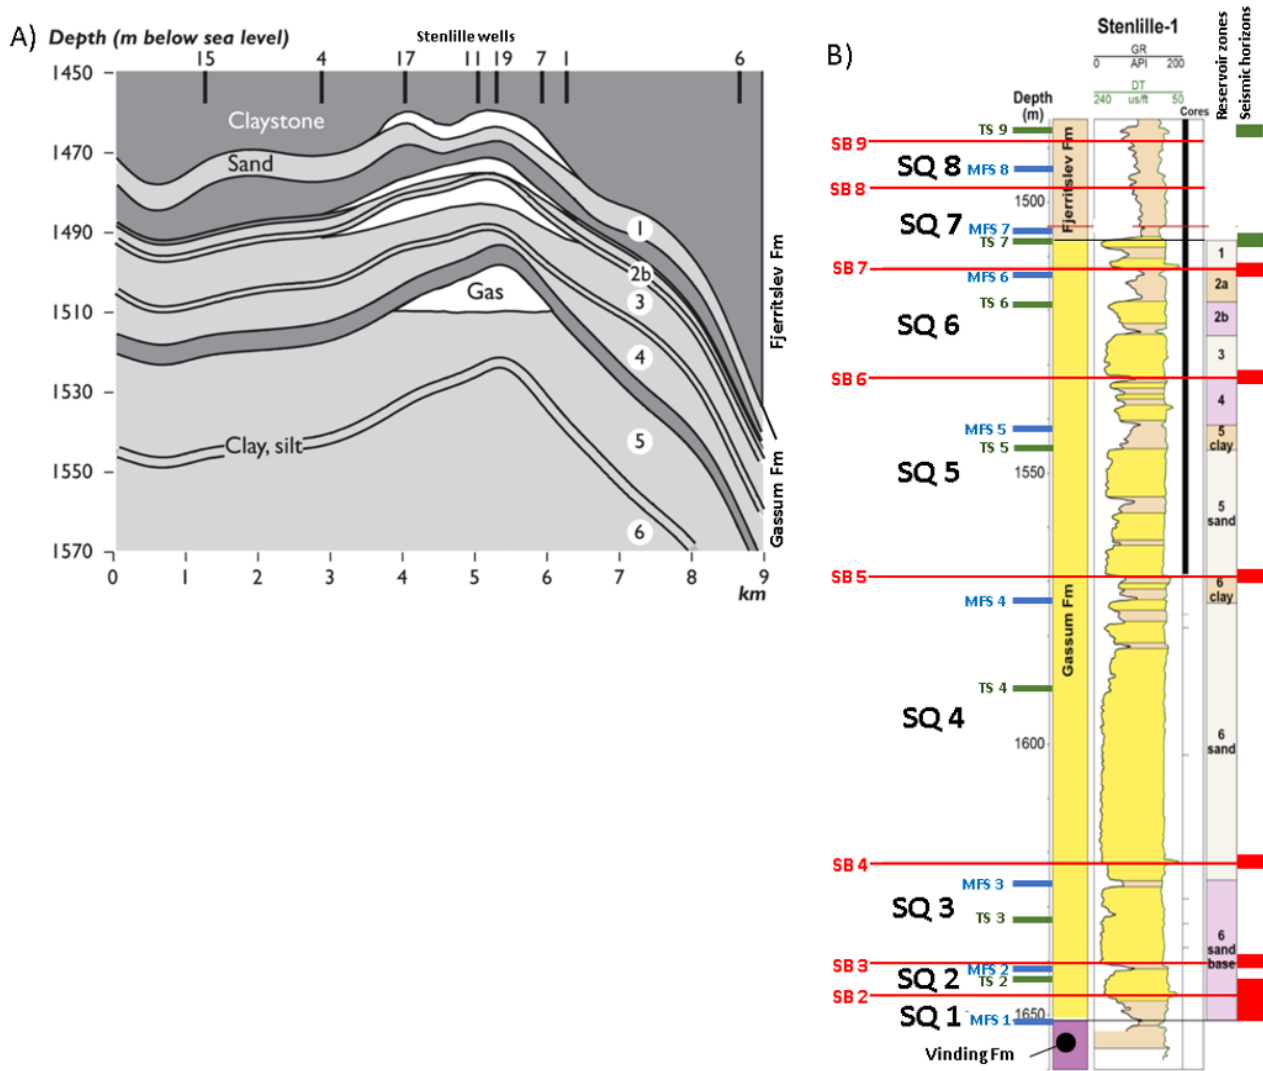 A)
Depth (m below sea level)
Stenlille wells
15 4 17 11 19 7 1 6
1450
1470
1490
1510
1530
1550
1570
Claystone
Sand
Gas
Clay, silt
1
2b
3
4
5
6
Fjerritslev Fm
Gassum Fm
0 1 2 3 4 5 6 7 8 9
km
B)
Stenlille-1
GR
0 API 200
DT
240 us/ft 50
Depth
(m)
Cores
Reservoir zones
Seismic horizons
TS 9
SB 9
SQ 8
MFS 8
SB 8
1500
SQ 7
MFS 7
TS 7
SB 7
MFS 6
TS 6
SQ 6
SB 6
MFS 5
TS 5
SQ 5
1550
SB 5
MFS 4
TS 4
SQ 4
1600
SB 4
MFS 3
SQ 3
TS 3
SB 3
MFS 2
SQ 2
TS 2
SB 2
1650
SQ 1
MFS 1
Vinding Fm
Fjerritslev Fm
Gassum Fm
1
2a
2b
3
4
5
clay
5
sand
6
clay
6
sand
6
sand
base